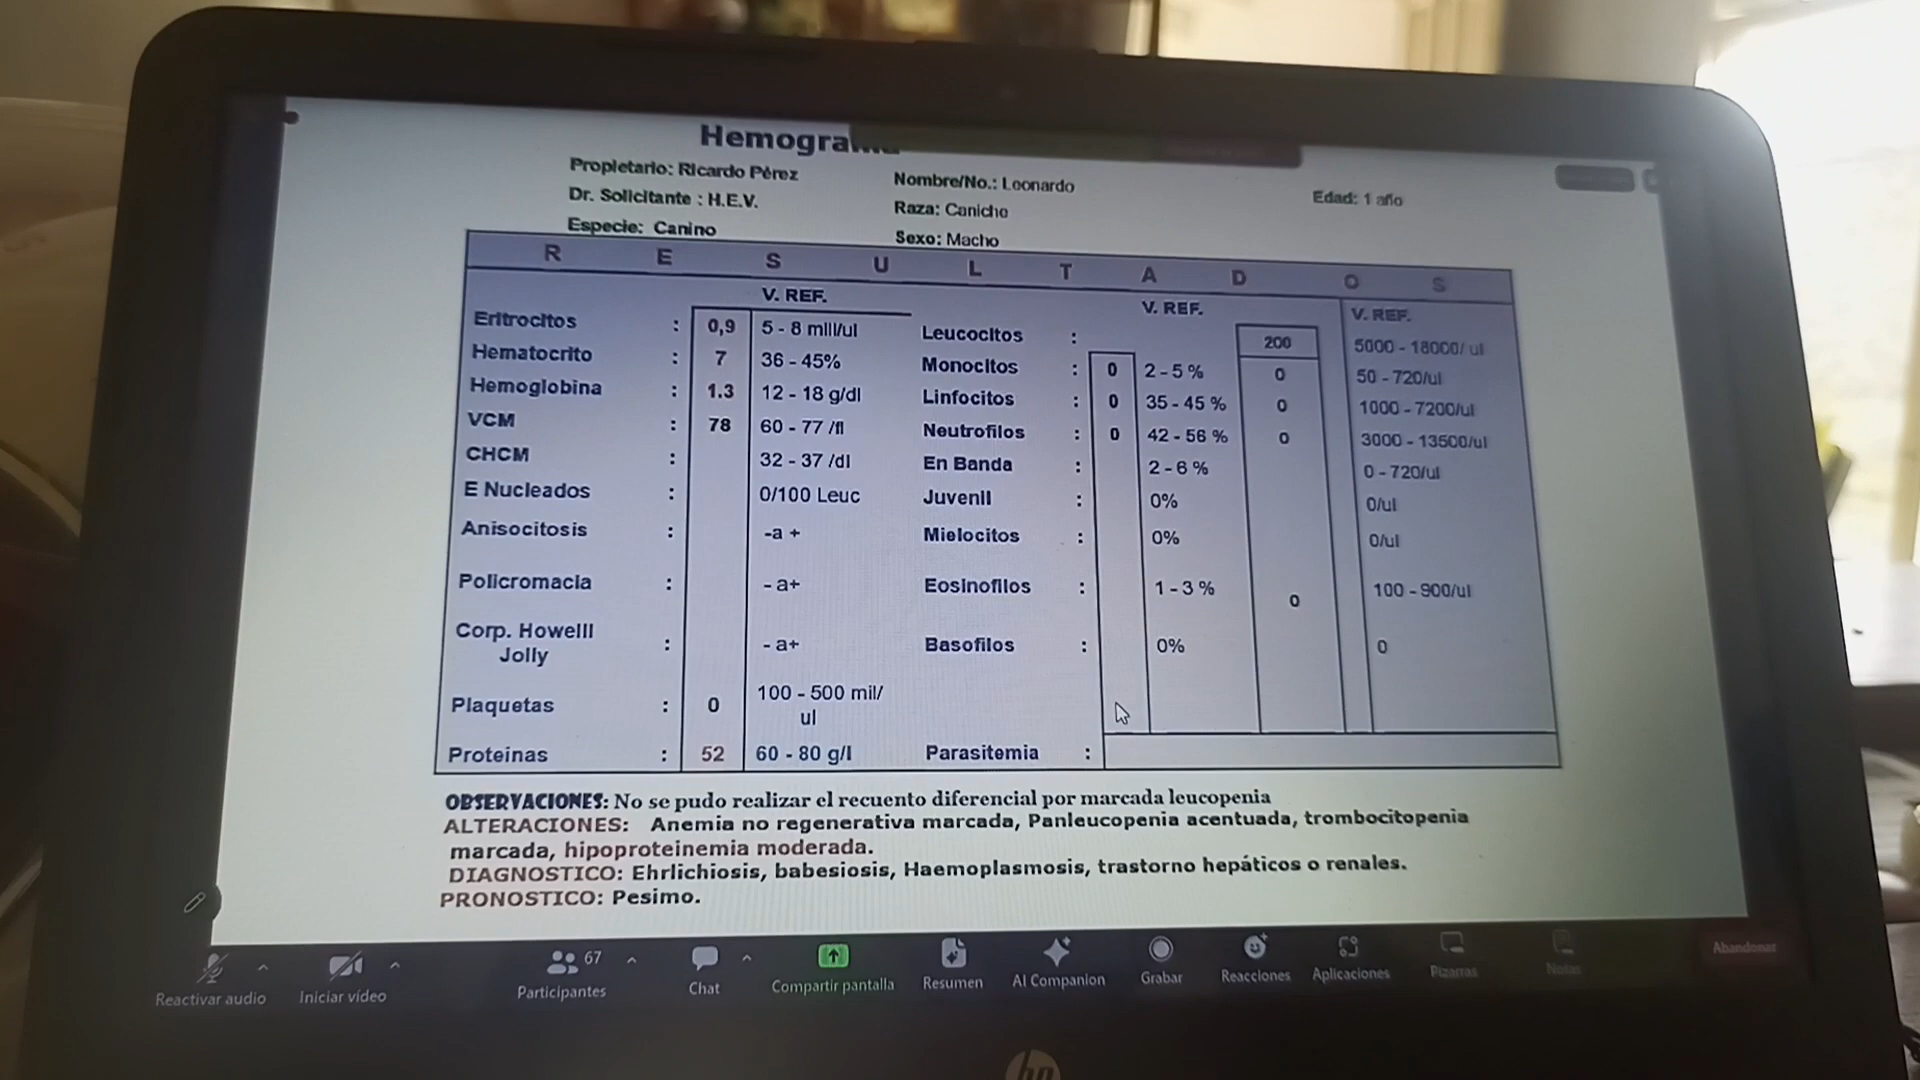 Hemogra
Propietario: Ricardo Pérez
Nombre/No.: Leonardo
Edad: 1 año
Dr. Solicitante : H.E.V.
Raza: Caniche
Especie: Canino
Sexo: Macho
R E S U L T A D O S
V. REF. V. REF. V. REF.
Eritrocitos : 0,9 5 - 8 mill/ul Leucocitos : 200 5000 - 18000/ ul
Hematocrito : 7 36 - 45% Monocitos : 0 2 - 5 % 0 50 - 720/ul
Hemoglobina : 1.3 12 - 18 g/dl Linfocitos : 0 35 - 45 % 0 1000 - 7200/ul
VCM : 78 60 - 77 /fl Neutrofilos : 0 42 - 56 % 0 3000 - 13500/ul
CHCM : 32 - 37 /dl En Banda : 2 - 6 % 0 - 720/ul
E Nucleados : 0/100 Leuc Juvenil : 0% 0/ul
Anisocitosis : -a + Mielocitos : 0% 0/ul
Policromacia : - a+ Eosinofilos : 1 - 3 % 0 100 - 900/ul
Corp. Howelll
Jolly : - a+ Basofilos : 0% 0
Plaquetas : 0 100 - 500 mil/
ul
Proteinas : 52 60 - 80 g/l Parasitemia :
OBSERVACIONES: No se pudo realizar el recuento diferencial por marcada leucopenia
ALTERACIONES: Anemia no regenerativa marcada, Panleucopenia acentuada, trombocitopenia
marcada, hipoproteinemia moderada.
DIAGNOSTICO: Ehrlichiosis, babesiosis, Haemoplasmosis, trastorno hepáticos o renales.
PRONOSTICO: Pesimo.
67
Reactivar audio Iniciar vídeo Participantes Chat Compartir pantalla Resumen AI Companion Grabar Reacciones Aplicaciones Pizarras Notas Abandonar
hp